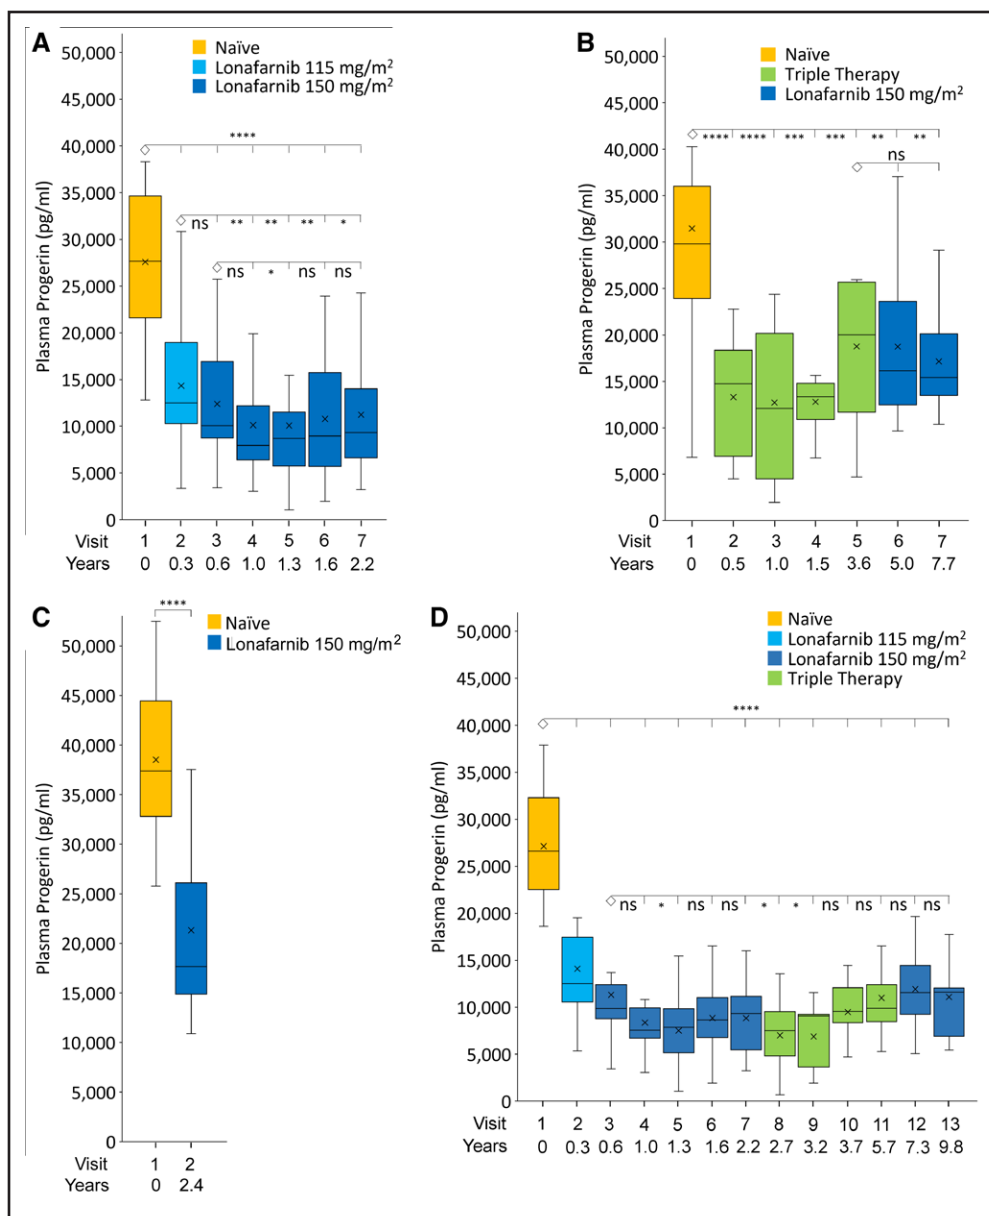 A
Naïve
Lonafarnib 115 mg/m²
Lonafarnib 150 mg/m²
Plasma Progerin (pg/ml)
50,000
45,000
40,000
35,000
30,000
25,000
20,000
15,000
10,000
5,000
0
****
ns ** ** ** *
ns * ns ns
Visit 1 2 3 4 5 6 7
Years 0 0.3 0.6 1.0 1.3 1.6 2.2
B
Naïve
Triple Therapy
Lonafarnib 150 mg/m²
Plasma Progerin (pg/ml)
50,000
45,000
40,000
35,000
30,000
25,000
20,000
15,000
10,000
5,000
0
**** **** *** *** ** **
ns
Visit 1 2 3 4 5 6 7
Years 0 0.5 1.0 1.5 3.6 5.0 7.7
C
****
Naïve
Lonafarnib 150 mg/m²
Plasma Progerin (pg/ml)
50,000
45,000
40,000
35,000
30,000
25,000
20,000
15,000
10,000
5,000
0
Visit 1 2
Years 0 2.4
D
Naïve
Lonafarnib 115 mg/m²
Lonafarnib 150 mg/m²
Triple Therapy
Plasma Progerin (pg/ml)
50,000
45,000
40,000
35,000
30,000
25,000
20,000
15,000
10,000
5,000
0
****
ns * ns ns * * ns ns ns ns
Visit 1 2 3 4 5 6 7 8 9 10 11 12 13
Years 0 0.3 0.6 1.0 1.3 1.6 2.2 2.7 3.2 3.7 5.7 7.3 9.8